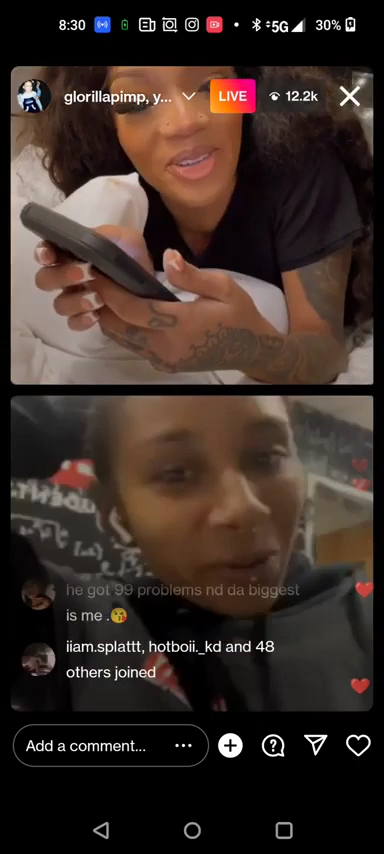 8:30
5G
30%
glorillapimp, y...
LIVE
12.2k
he got 99 problems nd da biggest
is me .😘
iiam.splattt, hotboii._kd and 48
others joined
Add a comment...